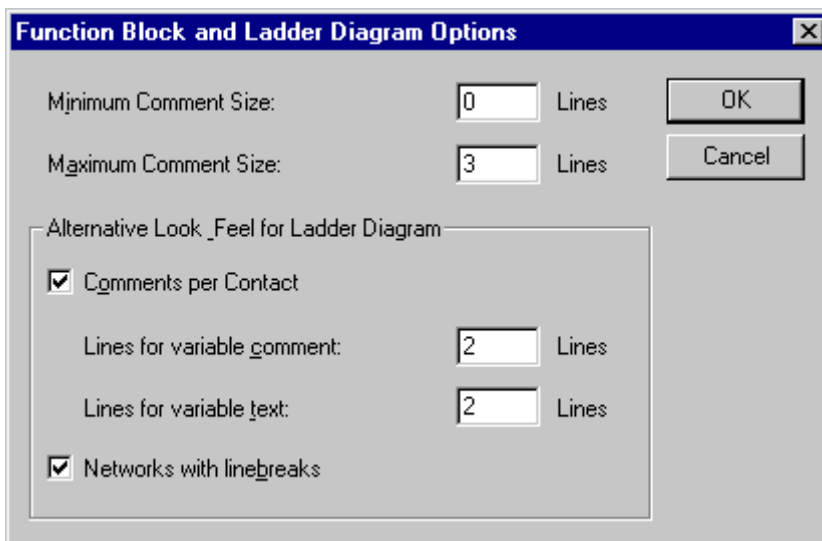 Function Block and Ladder Diagram Options
Minimum Comment Size: 0 Lines OK
Maximum Comment Size: 3 Lines Cancel
Alternative Look _Feel for Ladder Diagram
Comments per Contact
Lines for variable comment: 2 Lines
Lines for variable text: 2 Lines
Networks with linebreaks